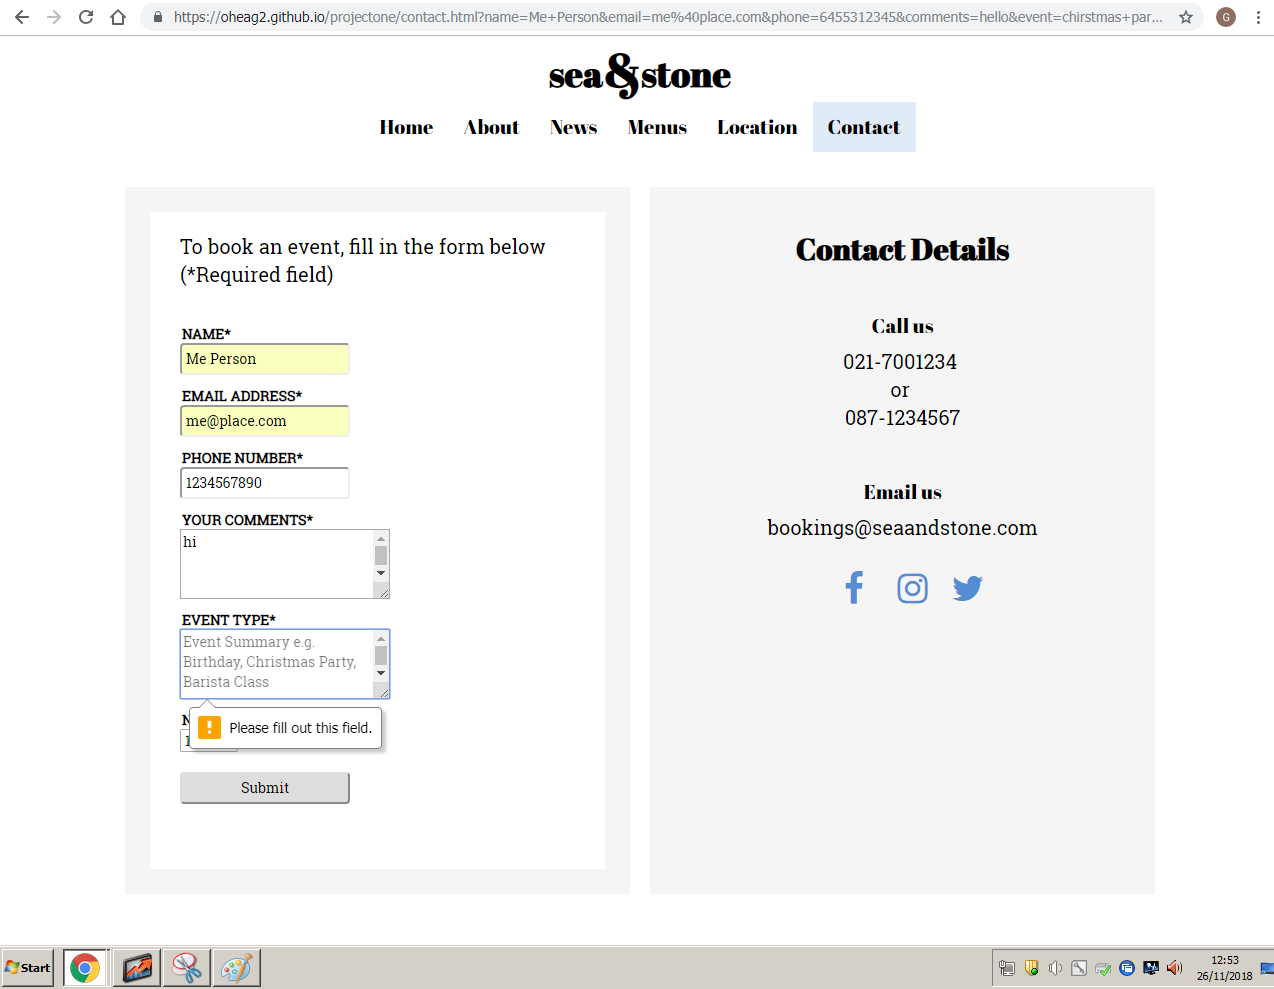 https://oheag2.github.io/projectone/contact.html?name=Me+Person&email=me%40place.com&phone=6455312345&comments=hello&event=chirstmas+par...
G
sea&stone
Home About News Menus Location Contact
To book an event, fill in the form below
(*Required field)
NAME*
Me Person
EMAIL ADDRESS*
me@place.com
PHONE NUMBER*
1234567890
YOUR COMMENTS*
hi
EVENT TYPE*
Event Summary e.g.
Birthday, Christmas Party,
Barista Class
Please fill out this field.
Submit
Contact Details
Call us
021-7001234
or
087-1234567
Email us
bookings@seaandstone.com
Start
12:53
26/11/2018